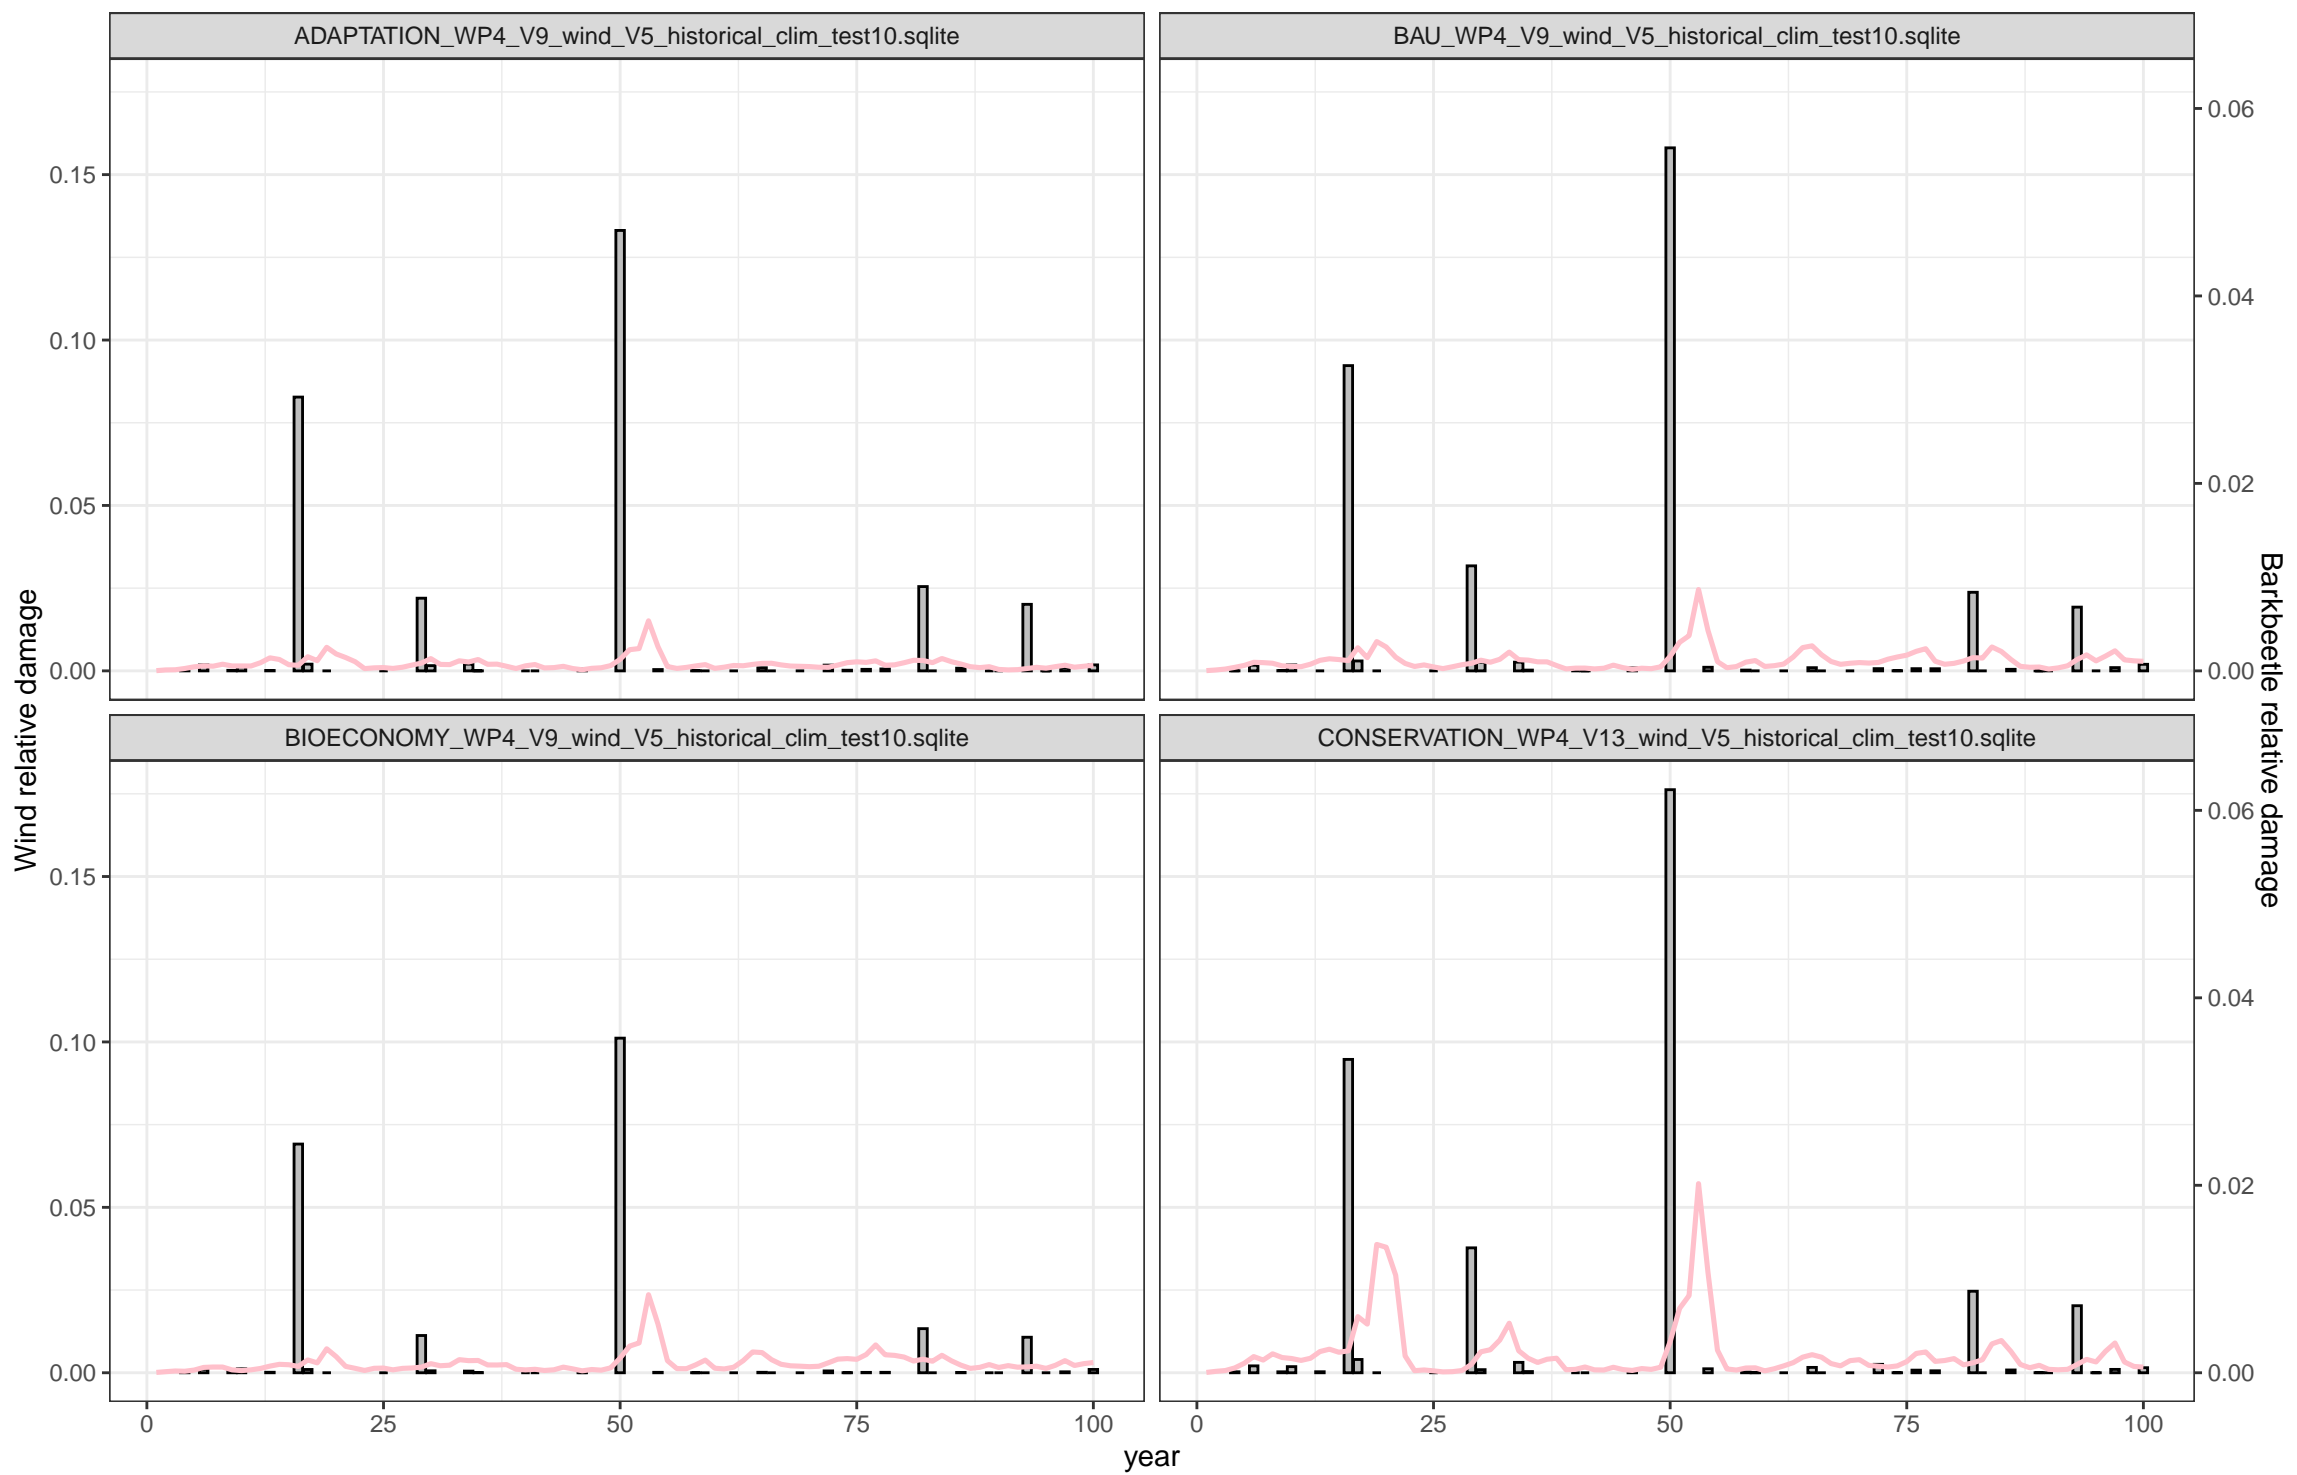 ADAPTATION_WP4_V9_wind_V5_historical_clim_test10.sqlite
BAU_WP4_V9_wind_V5_historical_clim_test10.sqlite
0.15
0.10
0.05
0.00
0.06
0.04
0.02
0.00
Wind relative damage
Barkbeetle relative damage
BIOECONOMY_WP4_V9_wind_V5_historical_clim_test10.sqlite
CONSERVATION_WP4_V13_wind_V5_historical_clim_test10.sqlite
0.15
0.10
0.05
0.00
0.06
0.04
0.02
0.00
0 25 50 75 100
0 25 50 75 100
year